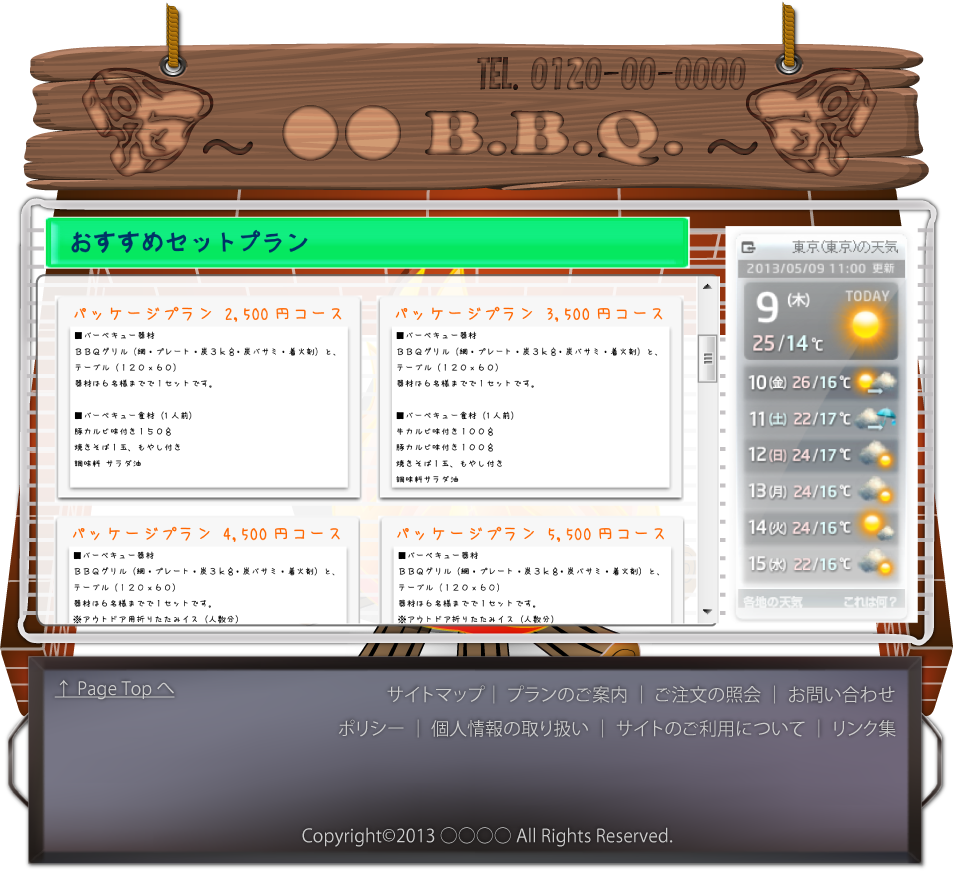 TEL. 0120-00-0000
～ ○○ B.B.Q. ～
おすすめセットプラン
パッケージプラン 2,500 円コース
■バーベキュー器材
ＢＢＱグリル（網・プレート・炭３ｋｇ・炭バサミ・着火剤）と、
テーブル（１２０×６０）
器材は６名様までで１セットです。
■バーベキュー食材（１人前）
豚カルビ味付き１５０ｇ
焼きそば１玉、もやし付き
調味料 サラダ油
パッケージプラン 3,500 円コース
■バーベキュー器材
ＢＢＱグリル（網・プレート・炭３ｋｇ・炭バサミ・着火剤）と、
テーブル（１２０×６０）
器材は６名様までで１セットです。
■バーベキュー食材（１人前）
牛カルビ味付き１００ｇ
豚カルビ味付き１００ｇ
焼きそば１玉、もやし付き
調味料サラダ油
パッケージプラン 4,500 円コース
■バーベキュー器材
ＢＢＱグリル（網・プレート・炭３ｋｇ・炭バサミ・着火剤）と、
テーブル（１２０×６０）
器材は６名様までで１セットです。
※アウトドア用折りたたみイス（人数分）
パッケージプラン 5,500 円コース
■バーベキュー器材
ＢＢＱグリル（網・プレート・炭３ｋｇ・炭バサミ・着火剤）と、
テーブル（１２０×６０）
器材は６名様までで１セットです。
※アウトドア用折りたたみイス（人数分）
東京(東京)の天気
2013/05/09 11:00 更新
9 (木) TODAY
25/14℃
10(金) 26/16℃
11(土) 22/17℃
12(日) 24/17℃
13(月) 24/16℃
14(火) 24/16℃
15(水) 22/16℃
各地の天気 これは何?
↑ Page Top へ
サイトマップ｜プランのご案内｜ご注文の照会｜お問い合わせ
ポリシー｜個人情報の取り扱い｜サイトのご利用について｜リンク集
Copyright©2013 ○○○○ All Rights Reserved.